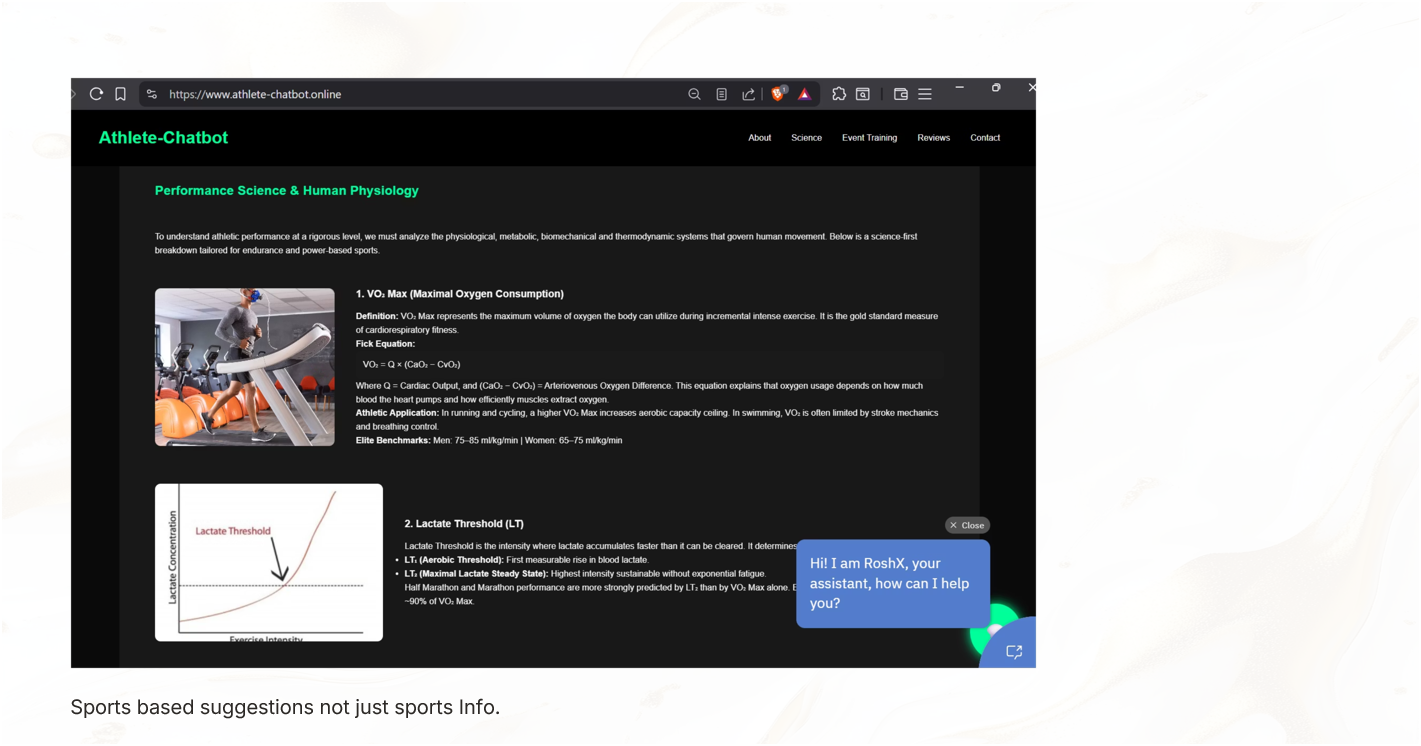 https://www.athlete-chatbot.online
Athlete-Chatbot
About
Science
Event Training
Reviews
Contact
Performance Science & Human Physiology
To understand athletic performance at a rigorous level, we must analyze the physiological, metabolic, biomechanical and thermodynamic systems that govern human movement. Below is a science-first
breakdown tailored for endurance and power-based sports.
1. VO₂ Max (Maximal Oxygen Consumption)
Definition: VO₂ Max represents the maximum volume of oxygen the body can utilize during incremental intense exercise. It is the gold standard measure
of cardiorespiratory fitness.
Fick Equation:
VO₂ = Q × (CaO₂ − CvO₂)
Where Q = Cardiac Output, and (CaO₂ − CvO₂) = Arteriovenous Oxygen Difference. This equation explains that oxygen usage depends on how much
blood the heart pumps and how efficiently muscles extract oxygen.
Athletic Application: In running and cycling, a higher VO₂ Max increases aerobic capacity ceiling. In swimming, VO₂ is often limited by stroke mechanics
and breathing control.
Elite Benchmarks: Men: 75–85 ml/kg/min | Women: 65–75 ml/kg/min
Lactate Concentration
Lactate Threshold
Exercise Intensity
2. Lactate Threshold (LT)
Lactate Threshold is the intensity where lactate accumulates faster than it can be cleared. It determines
• LT₁ (Aerobic Threshold): First measurable rise in blood lactate.
• LT₂ (Maximal Lactate Steady State): Highest intensity sustainable without exponential fatigue.
Half Marathon and Marathon performance are more strongly predicted by LT₂ than by VO₂ Max alone.
~90% of VO₂ Max.
× Close
Hi! I am RoshX, your
assistant, how can I help
you?
Sports based suggestions not just sports Info.